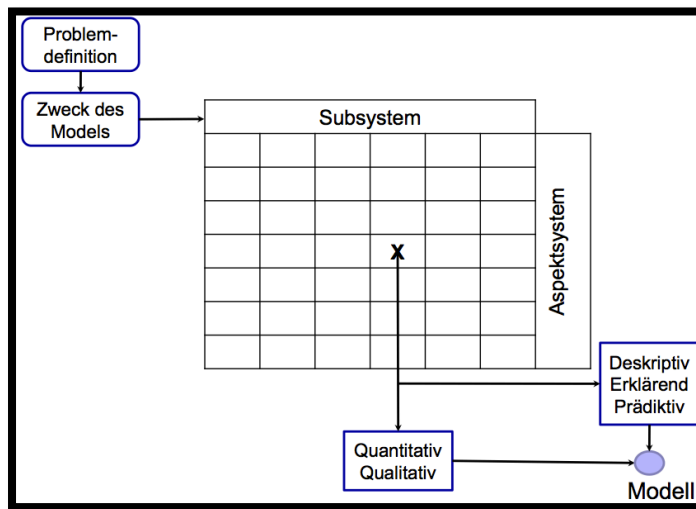 Problem-
definition
Zweck des
Models
Subsystem
Aspektsystem
X
Deskriptiv
Erklärend
Prädiktiv
Quantitativ
Qualitativ
Modell